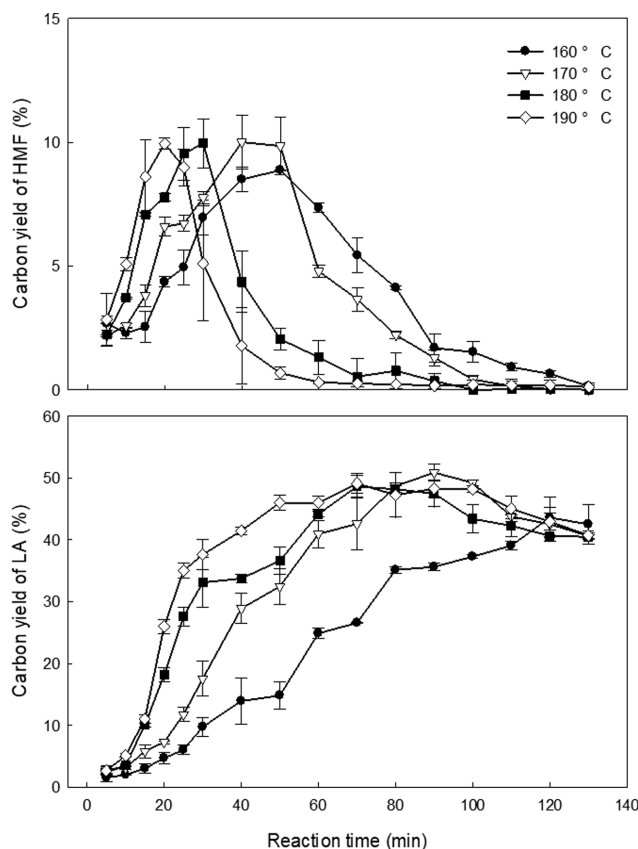 15
10
5
0
Carbon yield of HMF (%)
160 ° C
170 ° C
180 ° C
190 ° C
60
50
40
30
20
10
0
Carbon yield of LA (%)
0 20 40 60 80 100 120 140
Reaction time (min)